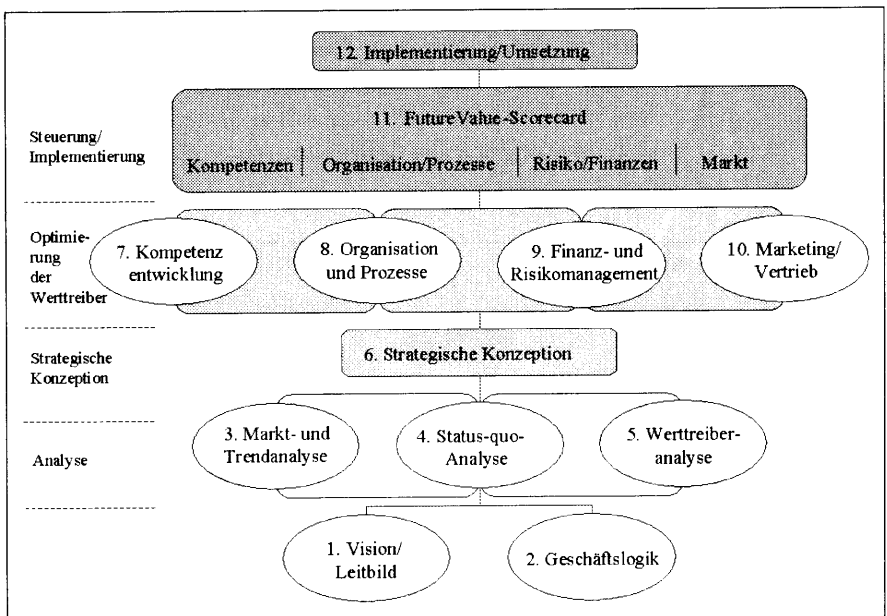 12. Implementierung/Umsetzung
11. FutureValue-Scorecard
Steuerung/
Implementierung
Kompetenzen
Organisation/Prozesse
Risiko/Finanzen
Markt
Optimie-
rung
der
Werttreiber
7. Kompetenz
entwicklung
8. Organisation
und Prozesse
9. Finanz- und
Risikomanagement
10. Marketing/
Vertrieb
Strategische
Konzeption
6. Strategische Konzeption
Analyse
3. Markt- und
Trendanalyse
4. Status-quo-
Analyse
5. Werttreiber-
analyse
1. Vision/
Leitbild
2. Geschäftslogik